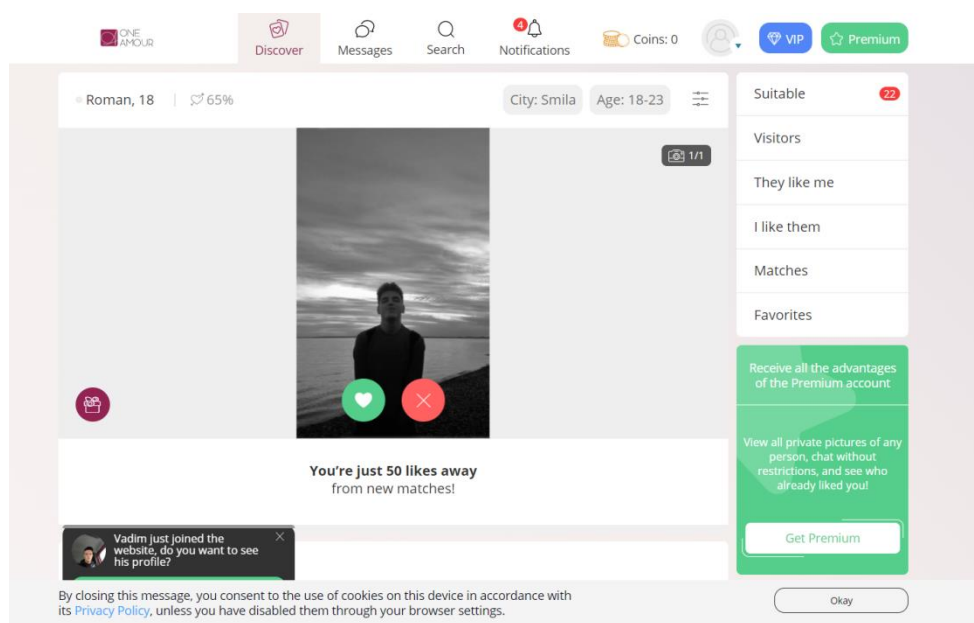 ONE
AMOUR
Discover
Messages
Search
4
Notifications
Coins: 0
VIP
Premium
Roman, 18
65%
City: Smila
Age: 18-23
1/1
You're just 50 likes away
from new matches!
Suitable
22
Visitors
They like me
I like them
Matches
Favorites
Receive all the advantages
of the Premium account
View all private pictures of any
person, chat without
restrictions, and see who
already liked you!
Get Premium
Vadim just joined the
website, do you want to see
his profile?
By closing this message, you consent to the use of cookies on this device in accordance with
its Privacy Policy, unless you have disabled them through your browser settings.
Okay